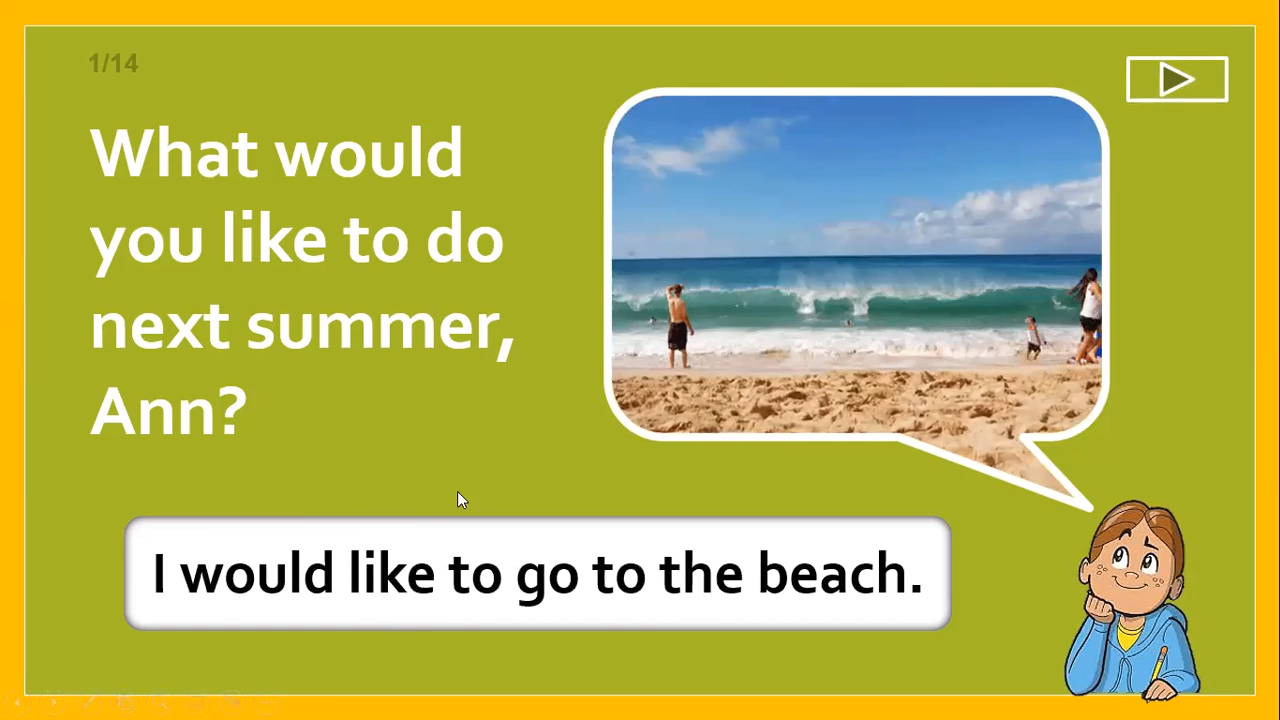 1/14
What would
you like to do
next summer,
Ann?
I would like to go to the beach.